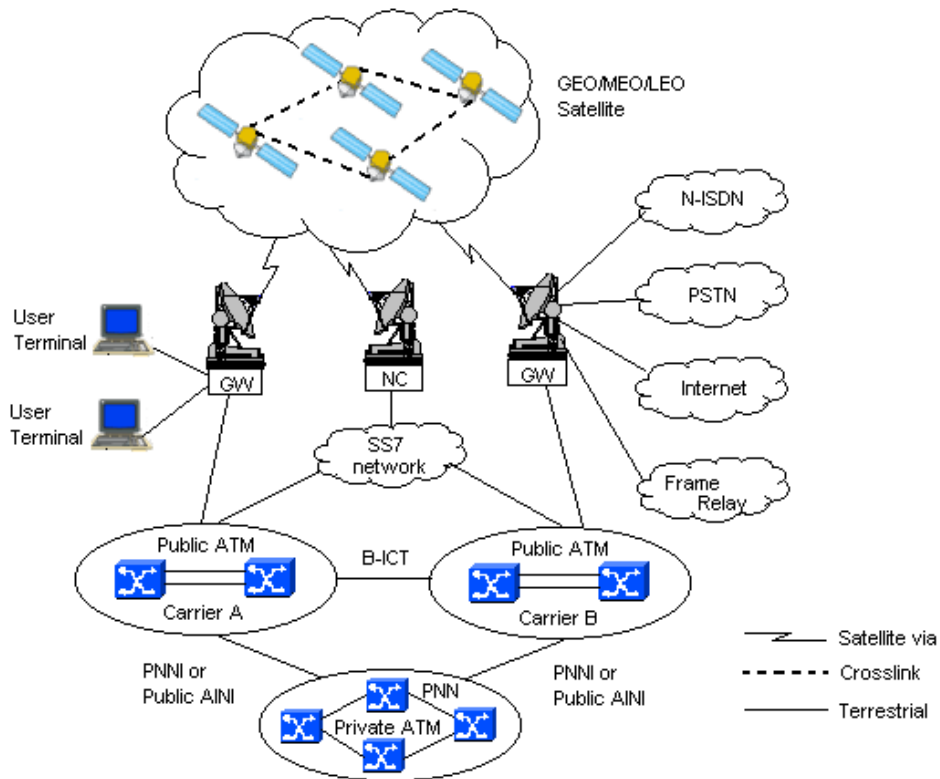 GEO/MEO/LEO
Satellite
N-ISDN
PSTN
Internet
Frame
Relay
User
Terminal
User
Terminal
GW
NC
GW
SS7
network
Public ATM
Carrier A
B-ICT
Public ATM
Carrier B
PNNI or
Public AINI
PNNI or
Public AINI
PNN
Private ATM
Satellite via
Crosslink
Terrestrial